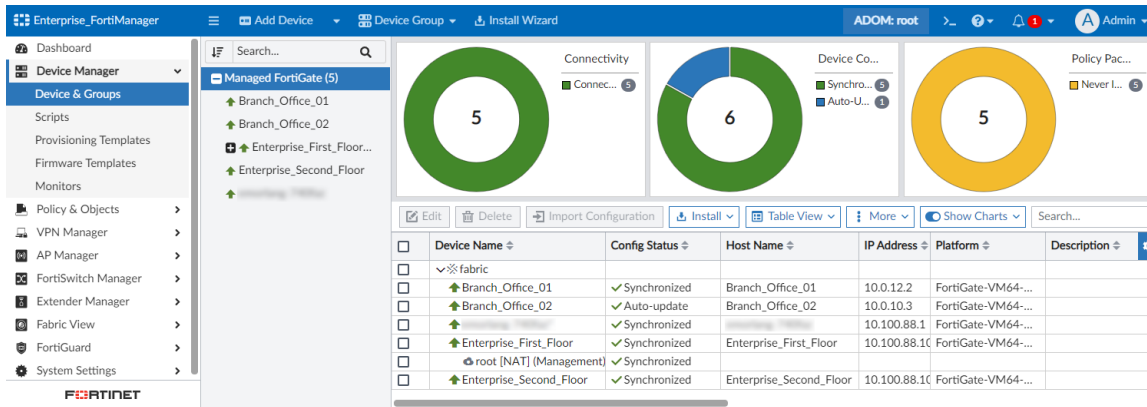 Enterprise_FortiManager
Add Device
Device Group
Install Wizard
ADOM: root
>_
?
1
A
Admin
Dashboard
Device Manager
Device & Groups
Scripts
Provisioning Templates
Firmware Templates
Monitors
Policy & Objects
VPN Manager
AP Manager
FortiSwitch Manager
Extender Manager
Fabric View
FortiGuard
System Settings
FORTINET
Search...
Managed FortiGate (5)
Branch_Office_01
Branch_Office_02
Enterprise_First_Floor...
Enterprise_Second_Floor
Connectivity
Connec... 5
5
Device Co...
Synchro... 5
Auto-U... 1
6
Policy Pac...
Never I... 5
5
Edit Delete Import Configuration Install Table View More Show Charts Search...
Device Name Config Status Host Name IP Address Platform Description
fabric
Branch_Office_01 Synchronized Branch_Office_01 10.0.12.2 FortiGate-VM64-...
Branch_Office_02 Auto-update Branch_Office_02 10.0.10.3 FortiGate-VM64-...
Synchronized 10.100.88.1 FortiGate-VM64-...
Enterprise_First_Floor Synchronized Enterprise_First_Floor 10.100.88.10 FortiGate-VM64-...
root [NAT] (Management) Synchronized
Enterprise_Second_Floor Synchronized Enterprise_Second_Floor 10.100.88.10 FortiGate-VM64-...